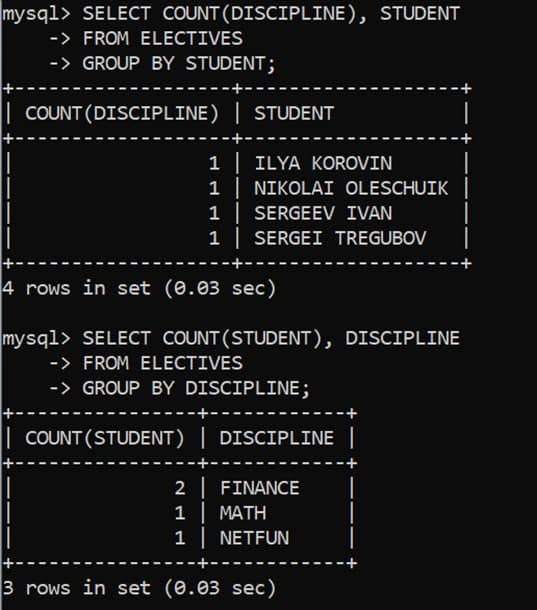 mysql> SELECT COUNT(DISCIPLINE), STUDENT
    -> FROM ELECTIVES
    -> GROUP BY STUDENT;
+-------------------+-------------------+
| COUNT(DISCIPLINE) | STUDENT           |
+-------------------+-------------------+
|                 1 | ILYA KOROVIN      |
|                 1 | NIKOLAI OLESCHUIK |
|                 1 | SERGEEV IVAN      |
|                 1 | SERGEI TREGUBOV   |
+-------------------+-------------------+
4 rows in set (0.03 sec)

mysql> SELECT COUNT(STUDENT), DISCIPLINE
    -> FROM ELECTIVES
    -> GROUP BY DISCIPLINE;
+----------------+------------+
| COUNT(STUDENT) | DISCIPLINE |
+----------------+------------+
|              2 | FINANCE    |
|              1 | MATH       |
|              1 | NETFUN     |
+----------------+------------+
3 rows in set (0.03 sec)